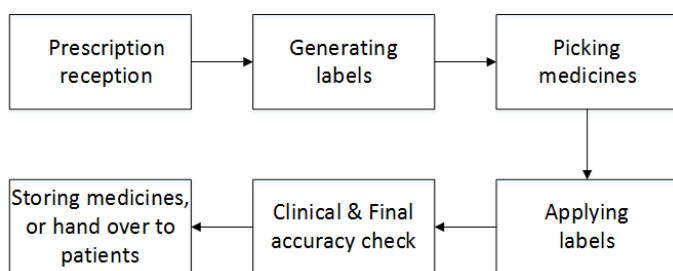 Prescription
reception
Generating
labels
Picking
medicines
Storing medicines,
or hand over to
patients
Clinical & Final
accuracy check
Applying
labels